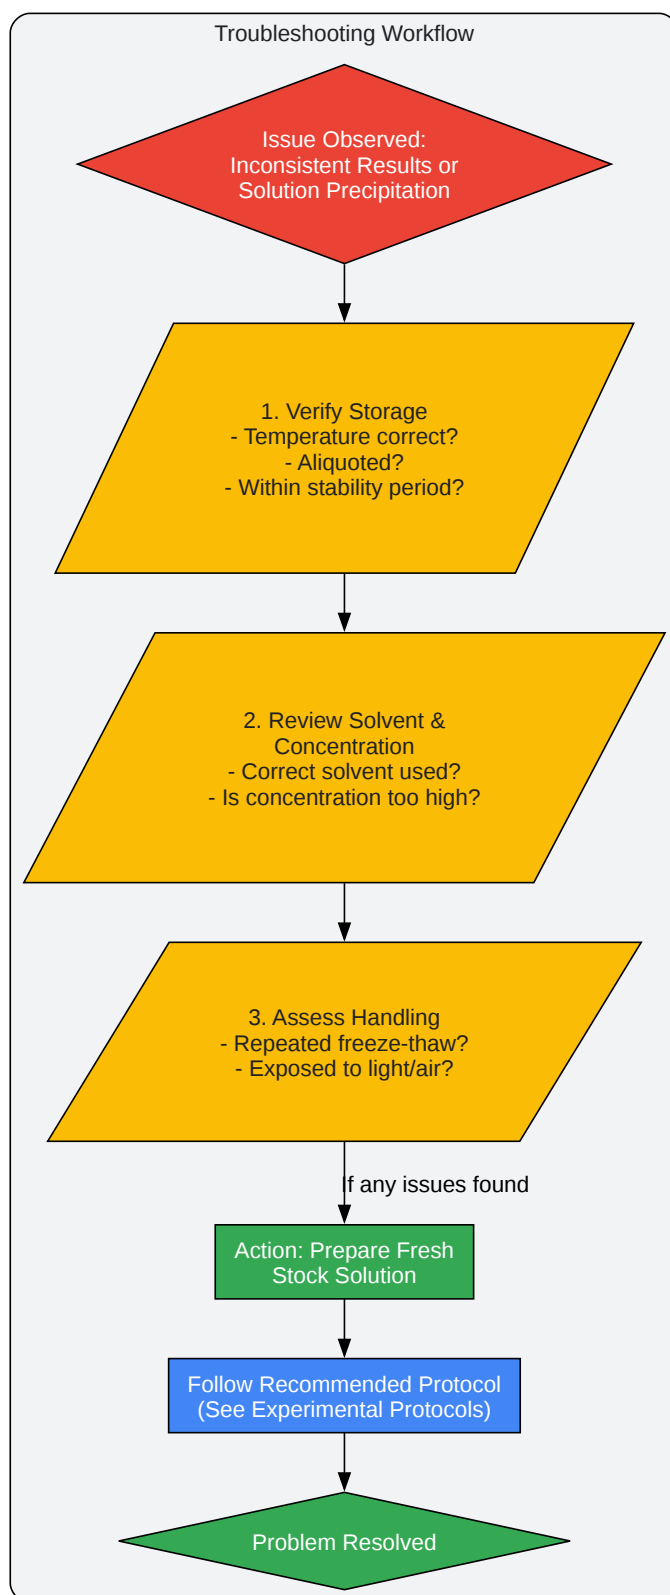 Troubleshooting Workflow
Issue Observed:
Inconsistent Results or
Solution Precipitation
1. Verify Storage
- Temperature correct?
- Aliquoted?
- Within stability period?
2. Review Solvent &
Concentration
- Correct solvent used?
- Is concentration too high?
3. Assess Handling
- Repeated freeze-thaw?
- Exposed to light/air?
If any issues found
Action: Prepare Fresh
Stock Solution
Follow Recommended Protocol
(See Experimental Protocols)
Problem Resolved